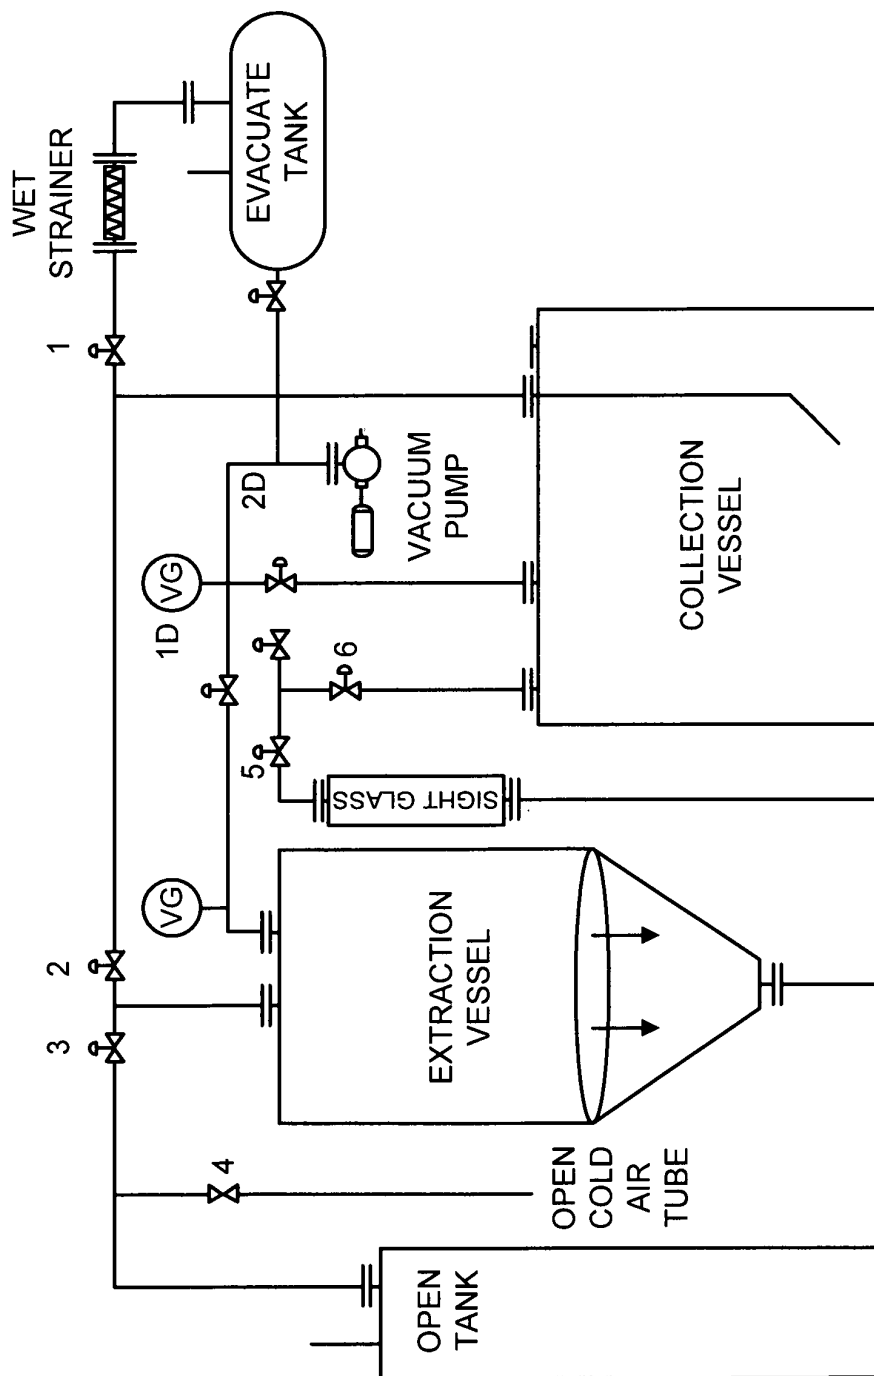 WET
STRAINER
EVACUATE
TANK
1
2D
VACUUM
PUMP
VG
1D
6
5
SIGHT GLASS
COLLECTION
VESSEL
VG
2
3
EXTRACTION
VESSEL
4
OPEN
COLD
AIR
TUBE
OPEN
TANK